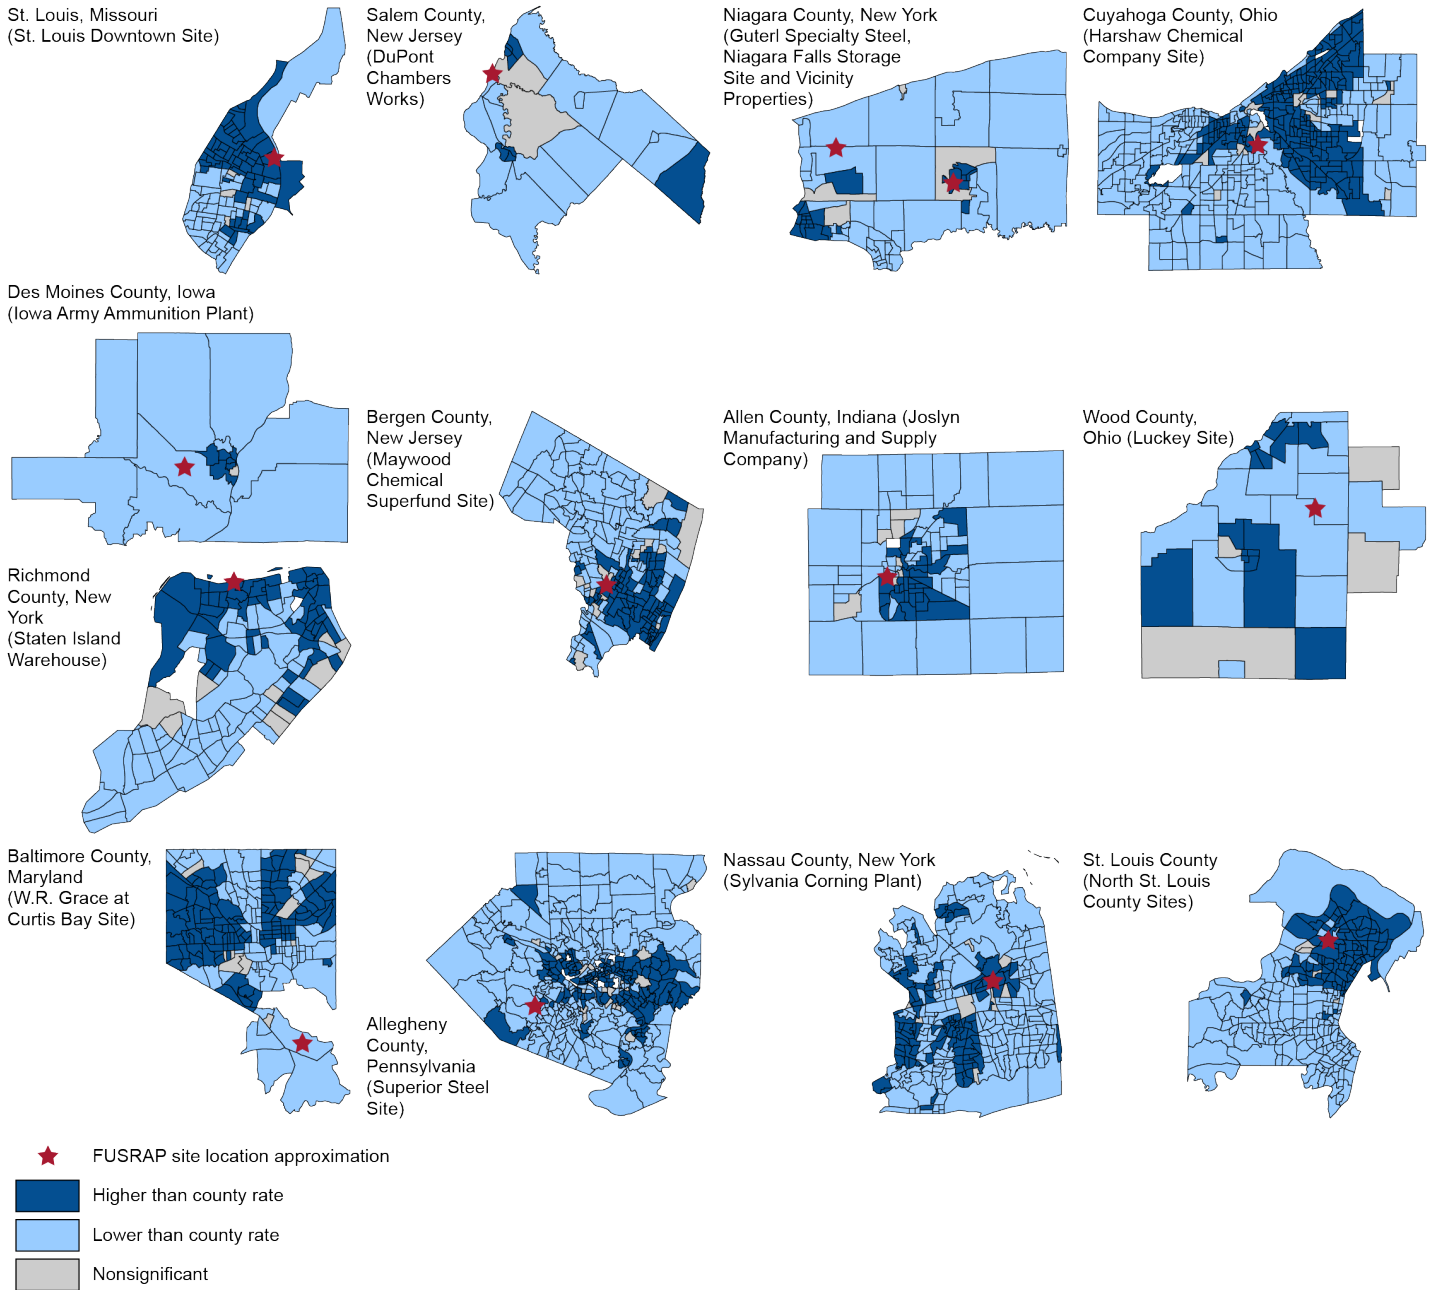 St. Louis, Missouri
(St. Louis Downtown Site)
Salem County,
New Jersey
(DuPont
Chambers
Works)
Niagara County, New York
(Guterl Specialty Steel,
Niagara Falls Storage
Site and Vicinity
Properties)
Cuyahoga County, Ohio
(Harshaw Chemical
Company Site)
Des Moines County, Iowa
(Iowa Army Ammunition Plant)
Bergen County,
New Jersey
(Maywood
Chemical
Superfund Site)
Allen County, Indiana (Joslyn
Manufacturing and Supply
Company)
Wood County,
Ohio (Luckey Site)
Richmond
County, New
York
(Staten Island
Warehouse)
Baltimore County,
Maryland
(W.R. Grace at
Curtis Bay Site)
Allegheny
County,
Pennsylvania
(Superior Steel
Site)
Nassau County, New York
(Sylvania Corning Plant)
St. Louis County
(North St. Louis
County Sites)
FUSRAP site location approximation
Higher than county rate
Lower than county rate
Nonsignificant